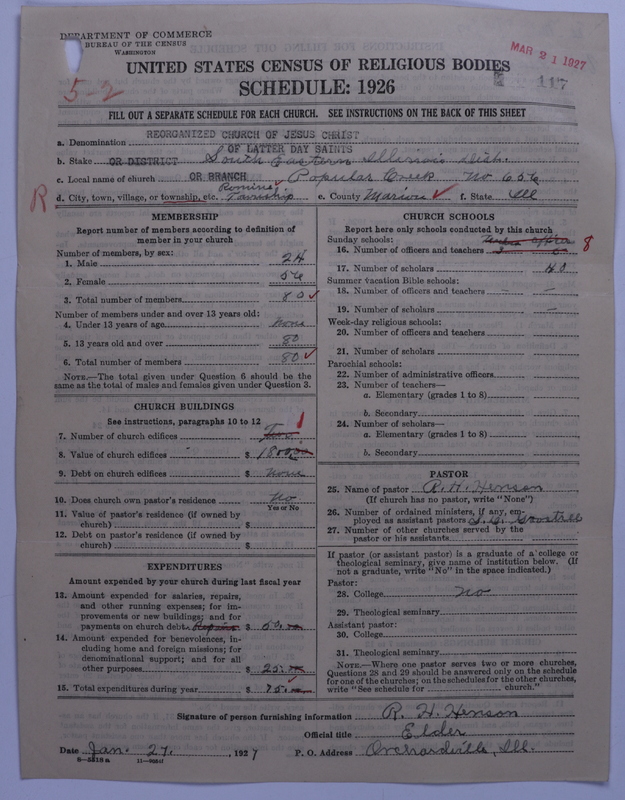 DEPARTMENT OF COMMERCE
BUREAU OF THE CENSUS
WASHINGTON
MAR 21 1927
117
UNITED STATES CENSUS OF RELIGIOUS BODIES
5-2
SCHEDULE: 1926
FILL OUT A SEPARATE SCHEDULE FOR EACH CHURCH. SEE INSTRUCTIONS ON THE BACK OF THIS SHEET
REORGANIZED CHURCH OF JESUS CHRIST
a. Denomination
OF LATTER DAY SAINTS
b. Stake OR DISTRICT South Eastern Illinois Dish.
c. Local name of church OR BRANCH Popular Creek No 656
R d. City, town, village, or township, etc. Romine Township e. County Marion f. State Ill
MEMBERSHIP
Report number of members according to definition of member in your church
Number of members, by sex:
1. Male 24
2. Female 56
3. Total number of members 80
Number of members under and over 13 years old:
4. Under 13 years of age None
5. 13 years old and over 80
6. Total number of members 80
NOTE.—The total given under Question 6 should be the same as the total of males and females given under Question 3.
CHURCH BUILDINGS
See instructions, paragraphs 10 to 12
7. Number of church edifices Two 1
8. Value of church edifices $ 1800.00
9. Debt on church edifices $ None
10. Does church own pastor's residence No
Yes or No
11. Value of pastor's residence (if owned by church) $
12. Debt on pastor's residence (if owned by church) $
EXPENDITURES
Amount expended by your church during last fiscal year
13. Amount expended for salaries, repairs, and other running expenses; for improvements or new buildings; and for payments on church debt Repairs $ 50.00
14. Amount expended for benevolences, including home and foreign missions; for denominational support; and for all other purposes $ 25.00
15. Total expenditures during year $ 75.00
CHURCH SCHOOLS
Report here only schools conducted by this church
Sunday schools:
16. Number of officers and teachers 8
17. Number of scholars 40
Summer vacation Bible schools:
18. Number of officers and teachers – –
19. Number of scholars –
Week-day religious schools:
20. Number of officers and teachers
21. Number of scholars
Parochial schools:
22. Number of administrative officers
23. Number of teachers—
a. Elementary (grades 1 to 8)
b. Secondary
24. Number of scholars—
a. Elementary (grades 1 to 8)
b. Secondary
PASTOR
25. Name of pastor R. H. Henson
(If church has no pastor, write "None")
26. Number of ordained ministers, if any, employed as assistant pastors
27. Number of other churches served by the pastor or his assistants
If pastor (or assistant pastor) is a graduate of a college or theological seminary, give name of institution below. (If not a graduate, write "No" in the space indicated.)
Pastor:
28. College No
29. Theological seminary
Assistant pastor:
30. College
31. Theological seminary
NOTE.—Where one pastor serves two or more churches, Questions 28 and 29 should be answered only on the schedule for one of the churches; on the schedules for the other churches, write "See schedule for church."
Signature of person furnishing information R. H. Henson
Official title Elder
Date Jan. 27, 1927 P. O. Address Orchardville, Ill.